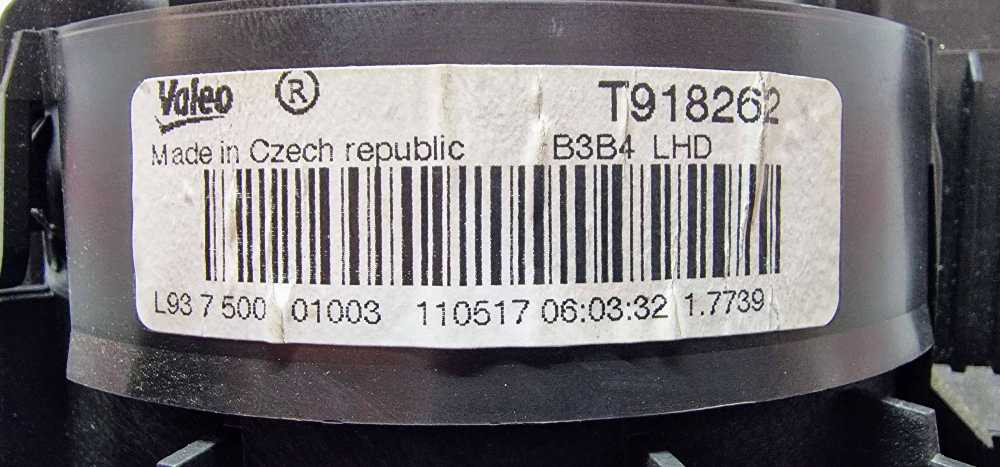 Valeo ® T918262
Made in Czech republic B3B4 LHD
L93 7 500 01003 110517 06:03:32 1.7739